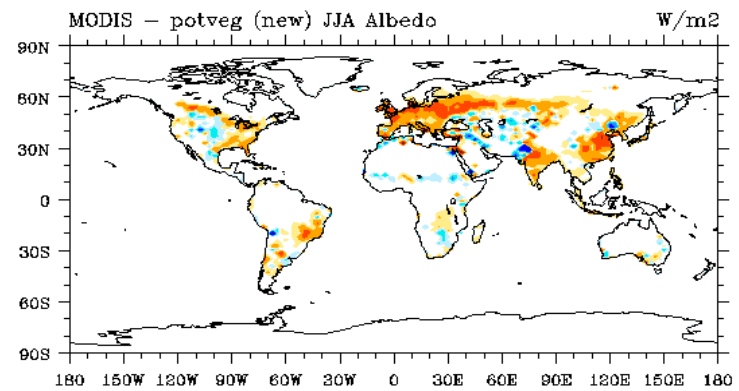 MODIS - potveg (new) JJA Albedo W/m2
90N
60N
30N
0
30S
60S
90S
180 150W 120W 90W 60W 30W 0 30E 60E 90E 120E 150E 180